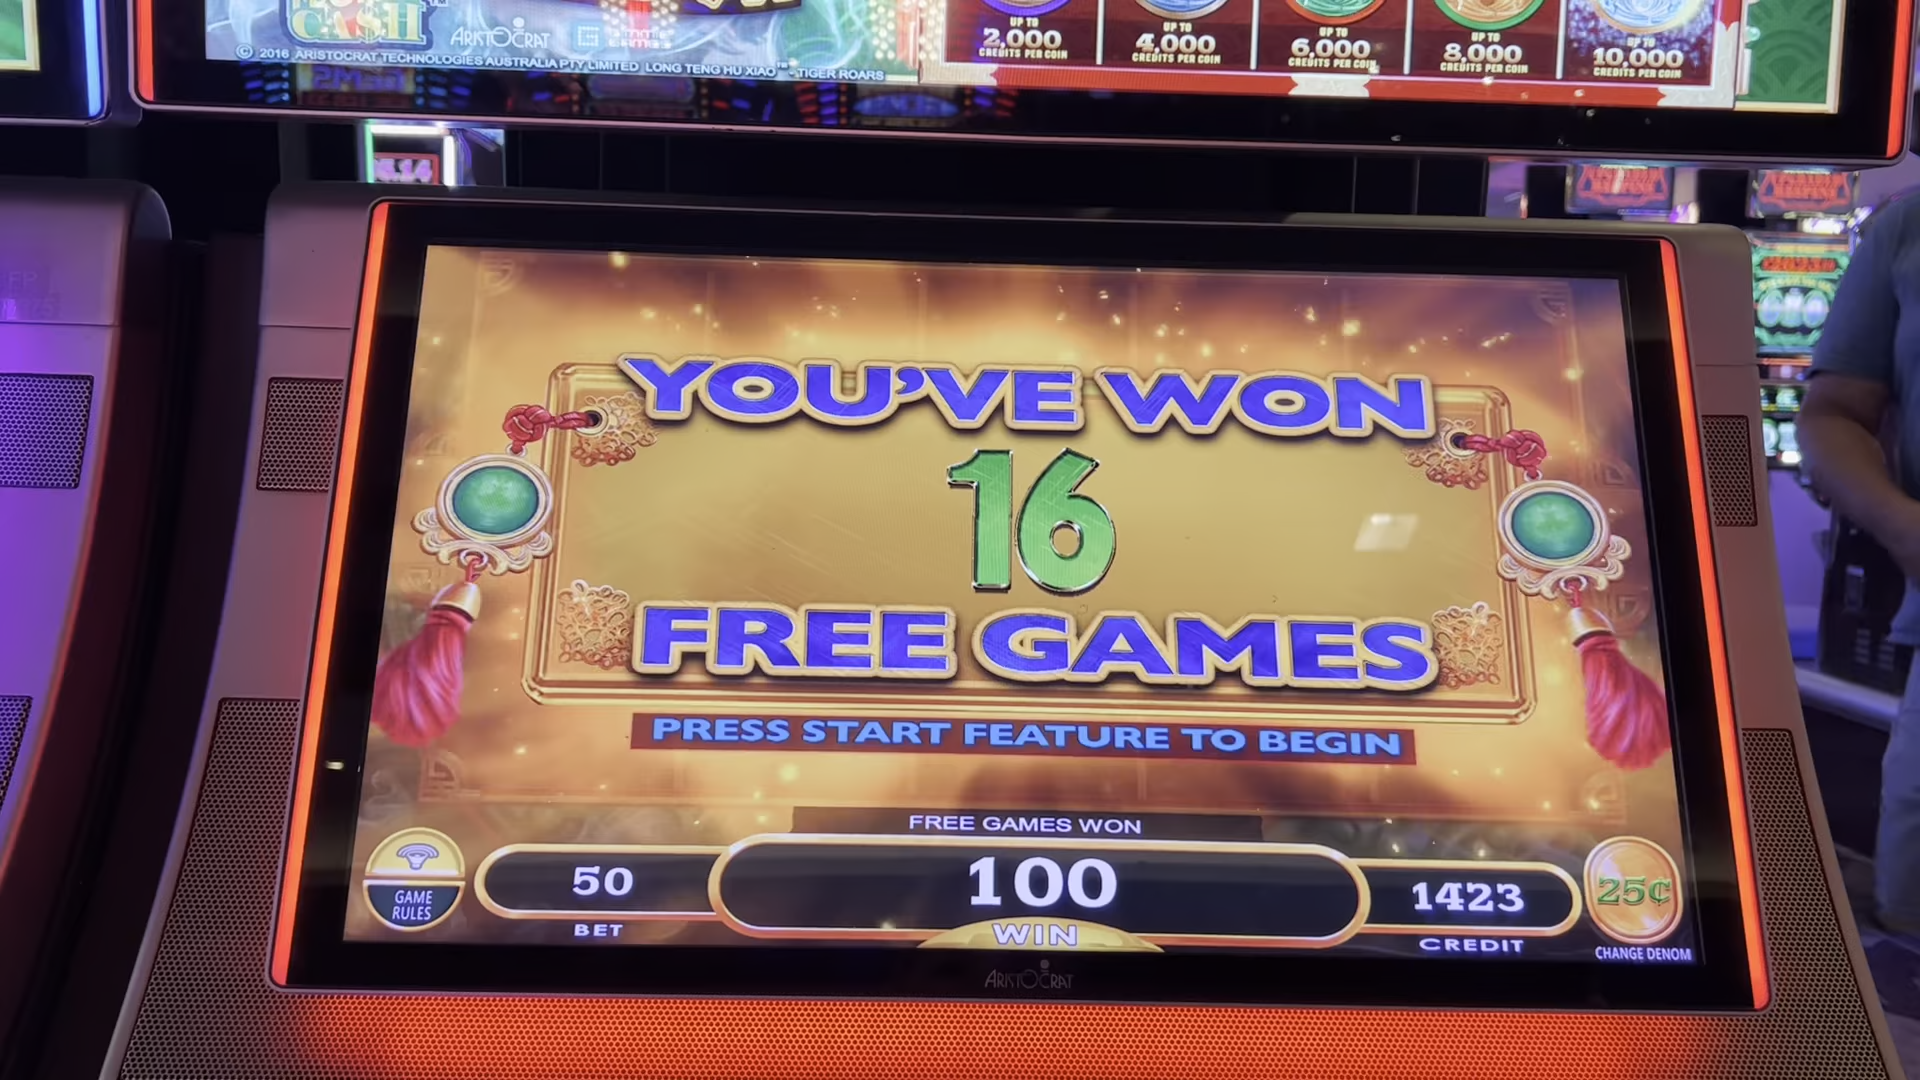 CASH
ARISTOCRAT
© 2016 ARISTOCRAT TECHNOLOGIES AUSTRALIA PTY LIMITED LONG TENG HU XIAO™ - TIGER ROARS
UP TO
2,000
CREDITS PER COIN
UP TO
4,000
CREDITS PER COIN
UP TO
6,000
CREDITS PER COIN
UP TO
8,000
CREDITS PER COIN
UP TO
10,000
CREDITS PER COIN
YOU'VE WON
16
FREE GAMES
PRESS START FEATURE TO BEGIN
FREE GAMES WON
GAME
RULES
50
BET
100
WIN
1423
CREDIT
25¢
CHANGE DENOM
ARISTOCRAT